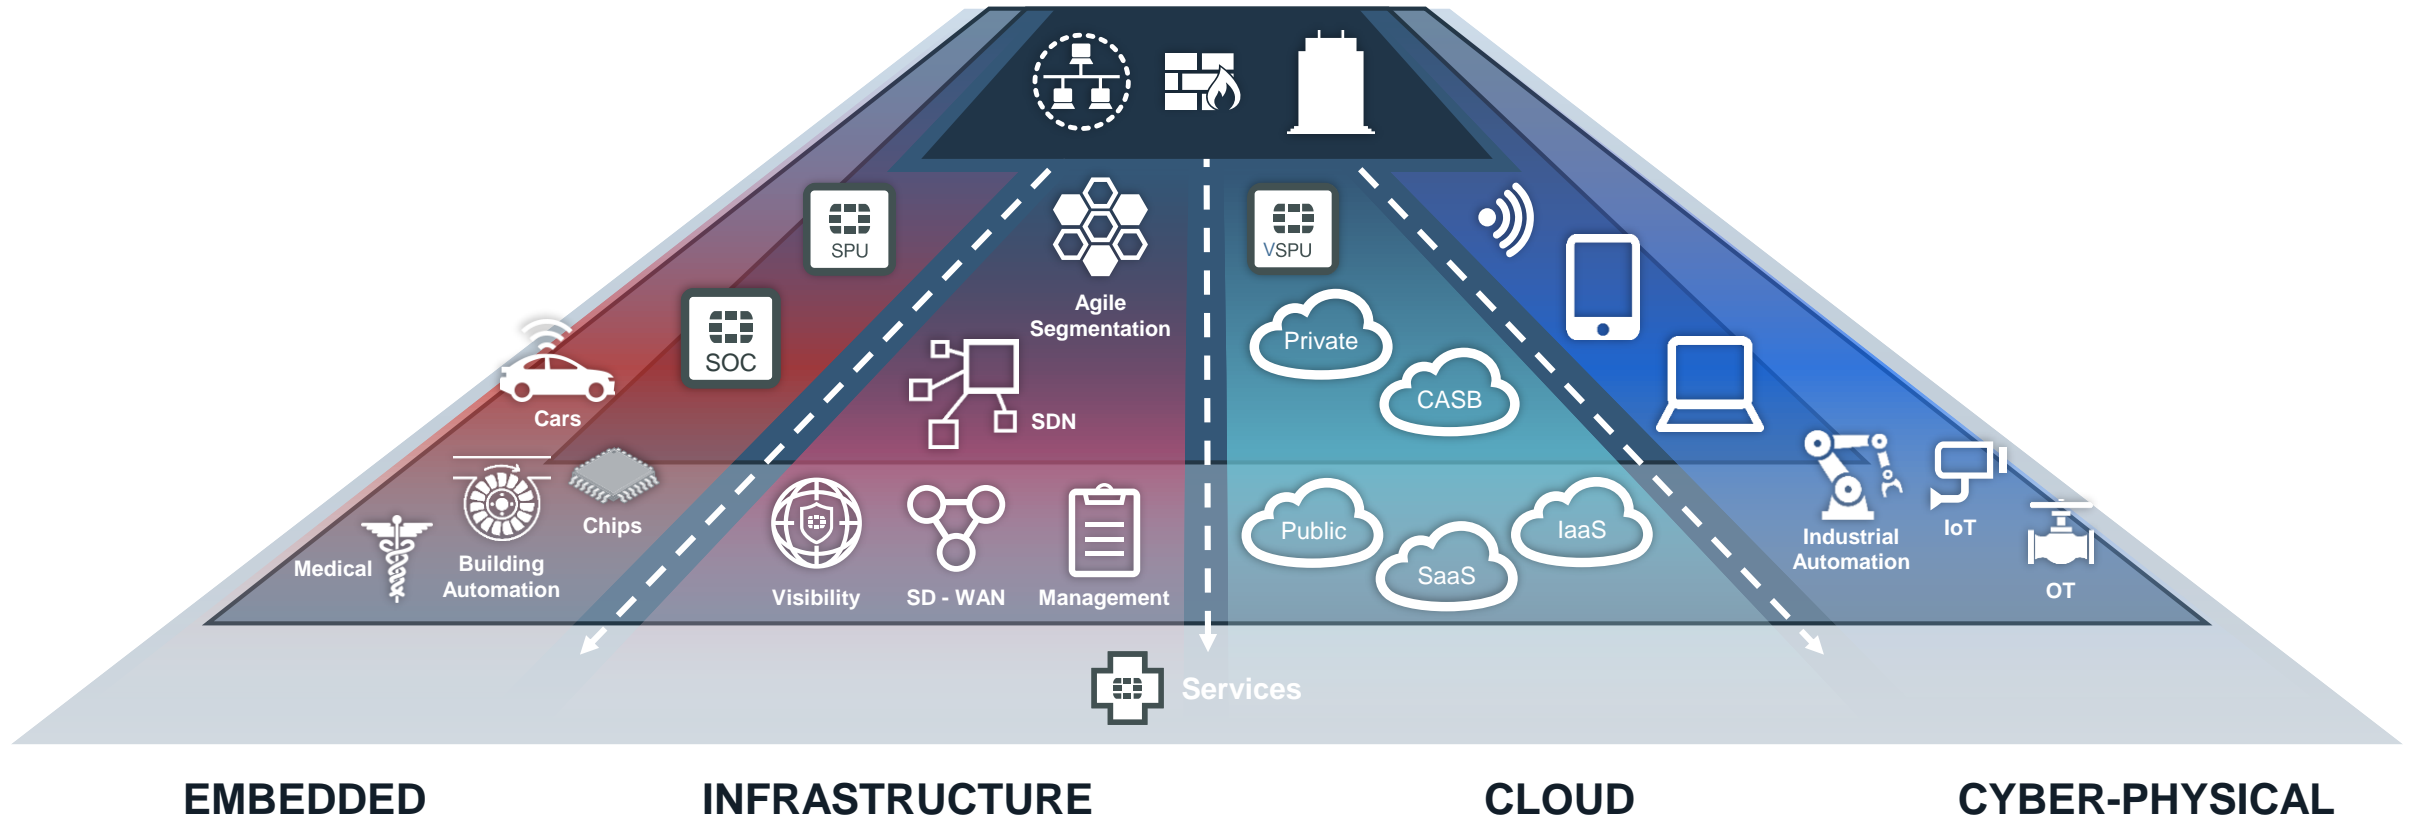 SPU
SOC
Cars
Chips
Medical
Building
Automation
Agile
Segmentation
SDN
Visibility
SD - WAN
Management
VSPU
Private
CASB
Public
SaaS
IaaS
Industrial
Automation
IoT
OT
Services
EMBEDDED
INFRASTRUCTURE
CLOUD
CYBER-PHYSICAL